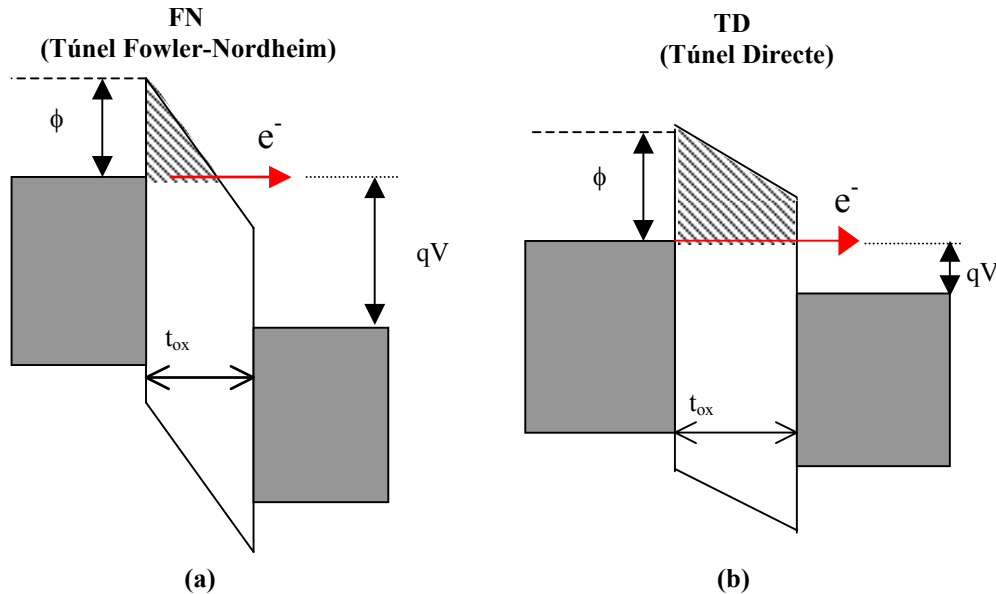 FN
(Túnel Fowler-Nordheim)
ϕ
e-
qV
tox
(a)
TD
(Túnel Directe)
ϕ
e-
qV
tox
(b)